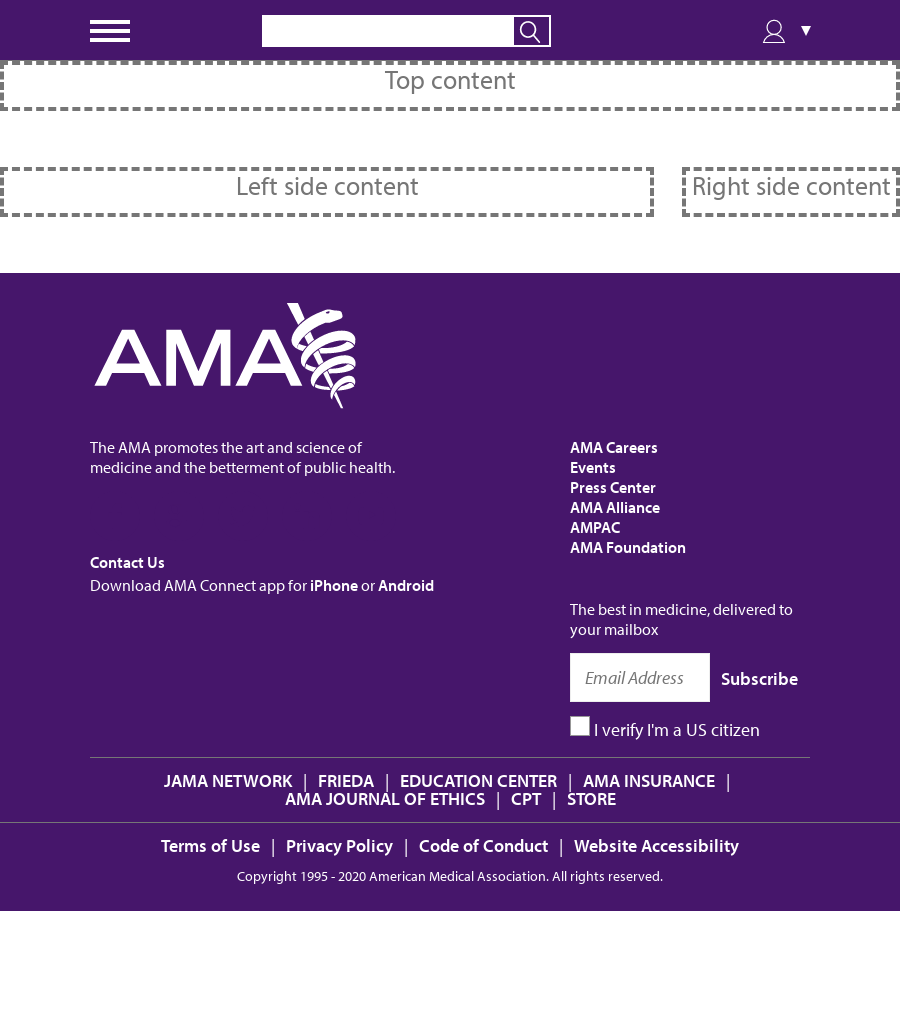 ▼
Top content
Left side content
Right side content
AMA
The AMA promotes the art and science of
medicine and the betterment of public health.
Contact Us
Download AMA Connect app for iPhone or Android
AMA Careers
Events
Press Center
AMA Alliance
AMPAC
AMA Foundation
The best in medicine, delivered to
your mailbox
Email Address
Subscribe
I verify I'm a US citizen
JAMA NETWORK | FRIEDA | EDUCATION CENTER | AMA INSURANCE |
AMA JOURNAL OF ETHICS | CPT | STORE
Terms of Use | Privacy Policy | Code of Conduct | Website Accessibility
Copyright 1995 - 2020 American Medical Association. All rights reserved.